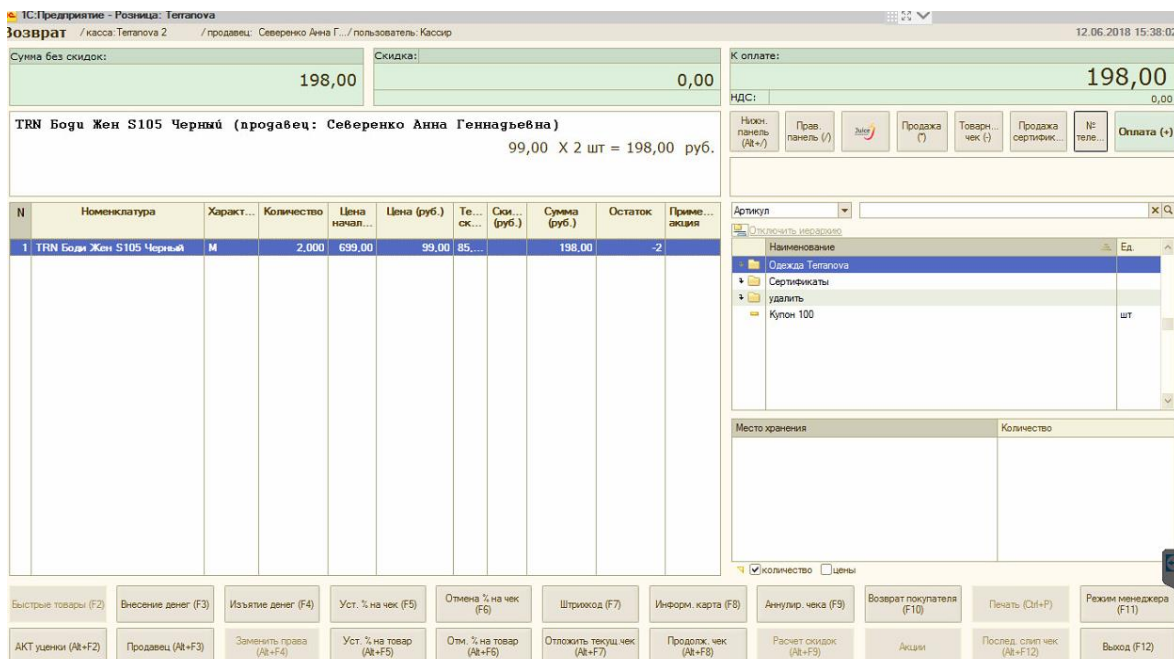 1С:Предприятие - Розница: Terranova
Возврат / касса: Terranova 2 / продавец: Северенко Анна Г... / пользователь: Кассир 12.06.2018 15:38:02
Сумма без скидок: Скидка: К оплате:
198,00 0,00 198,00
НДС: 0,00
TRN Боди Жен S105 Черный (продавец: Северенко Анна Геннадьевна)
99,00 X 2 шт = 198,00 руб.
Нижн. панель (Alt+/) Прав. панель (/) Juice Продажа (*) Товарн... чек (-) Продажа сертифик... № теле... Оплата (+)
N Номенклатура Характ... Количество Цена начал... Цена (руб.) Те... ск... Ски... (руб.) Сумма (руб.) Остаток Приме... акция
1 TRN Боди Жен S105 Черный M 2,000 699,00 99,00 85,... 198,00 -2
Артикул
Отключить иерархию
Наименование Ед.
Одежда Terranova
Сертификаты
удалить
Купон 100 шт
Место хранения Количество
количество цены
Быстрые товары (F2) Внесение денег (F3) Изъятие денег (F4) Уст. % на чек (F5) Отмена % на чек (F6) Штрихкод (F7) Информ. карта (F8) Аннулир. чека (F9) Возврат покупателя (F10) Печать (Ctrl+P) Режим менеджера (F11)
АКТ уценки (Alt+F2) Продавец (Alt+F3) Заменить права (Alt+F4) Уст. % на товар (Alt+F5) Отм. % на товар (Alt+F6) Отложить текущ.чек (Alt+F7) Продолж. чек (Alt+F8) Расчет скидок (Alt+F9) Акции Послед. слип чек (Alt+F12) Выход (F12)